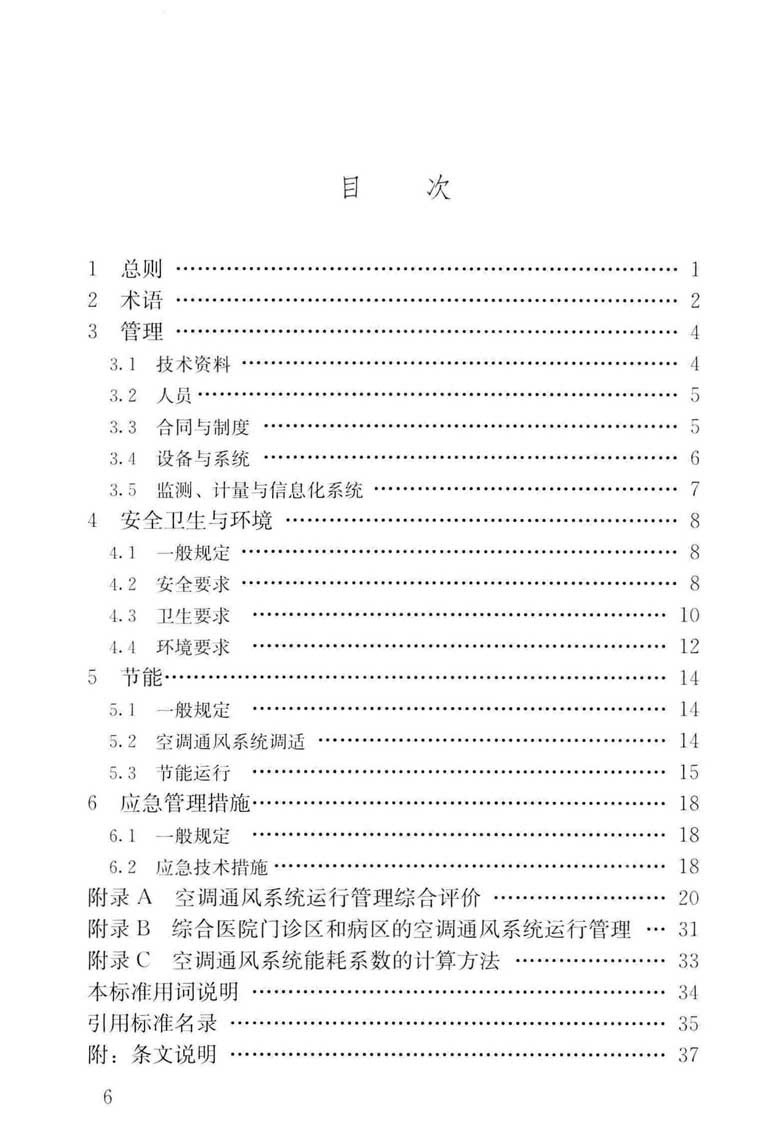 目 次
1 总则 …………………………………………………………… 1
2 术语 …………………………………………………………… 2
3 管理 …………………………………………………………… 4
3.1 技术资料 …………………………………………………… 4
3.2 人员 ………………………………………………………… 5
3.3 合同与制度 ………………………………………………… 5
3.4 设备与系统 ………………………………………………… 6
3.5 监测、计量与信息化系统 …………………………………… 7
4 安全卫生与环境 ……………………………………………… 8
4.1 一般规定 …………………………………………………… 8
4.2 安全要求 …………………………………………………… 8
4.3 卫生要求 …………………………………………………… 10
4.4 环境要求 …………………………………………………… 12
5 节能 …………………………………………………………… 14
5.1 一般规定 …………………………………………………… 14
5.2 空调通风系统调适 ………………………………………… 14
5.3 节能运行 …………………………………………………… 15
6 应急管理措施 ………………………………………………… 18
6.1 一般规定 …………………………………………………… 18
6.2 应急技术措施 ……………………………………………… 18
附录 A 空调通风系统运行管理综合评价 ……………………… 20
附录 B 综合医院门诊区和病区的空调通风系统运行管理 … 31
附录 C 空调通风系统能耗系数的计算方法 …………………… 33
本标准用词说明 ………………………………………………… 34
引用标准名录 …………………………………………………… 35
附：条文说明 …………………………………………………… 37
6